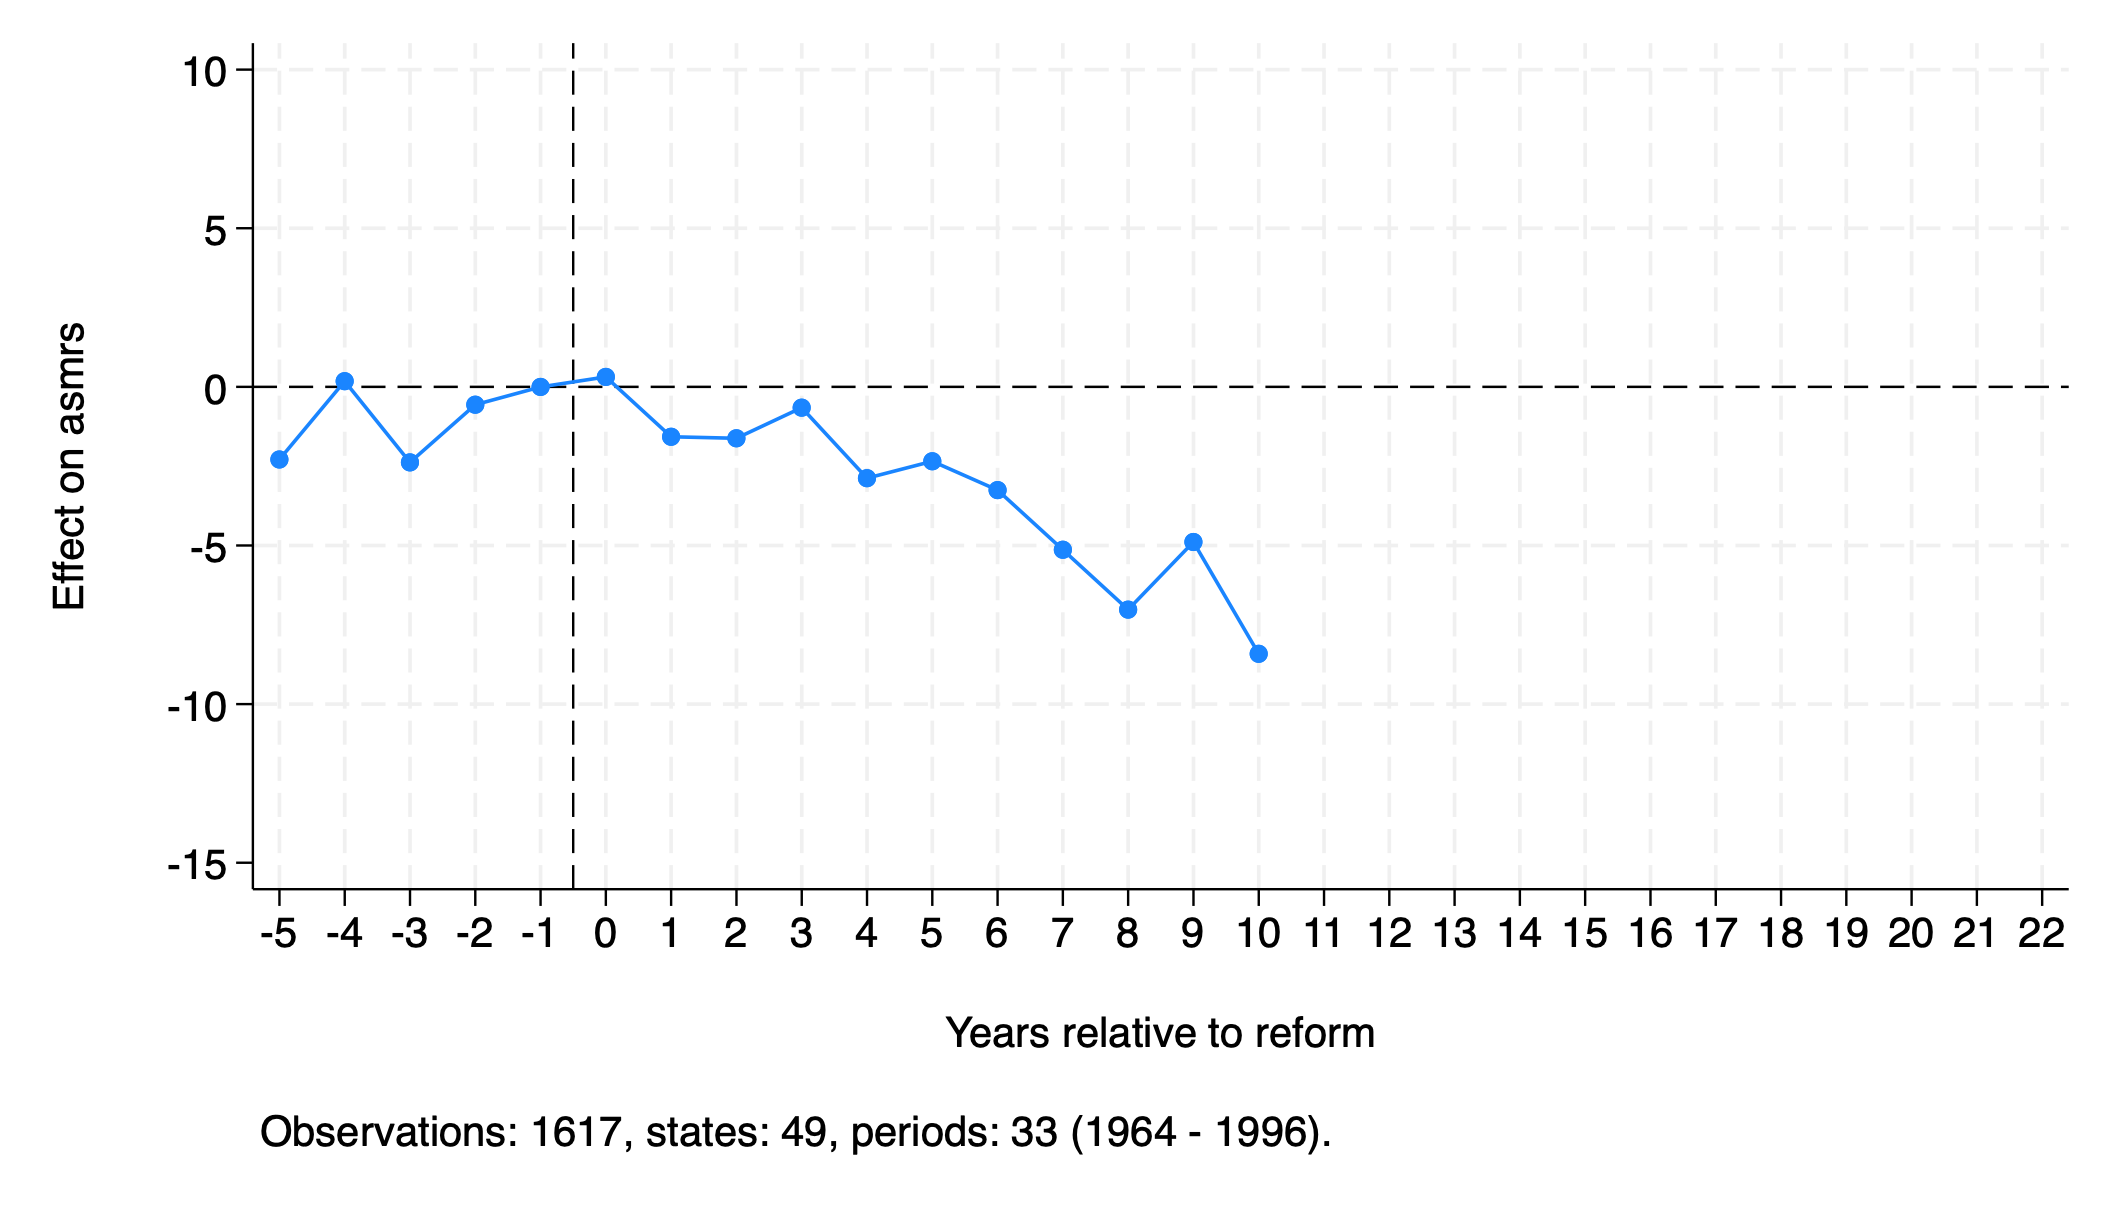 10
5
0
-5
-10
-15
Effect on asmrs
-5 -4 -3 -2 -1 0 1 2 3 4 5 6 7 8 9 10 11 12 13 14 15 16 17 18 19 20 21 22
Years relative to reform
Observations: 1617, states: 49, periods: 33 (1964 - 1996).